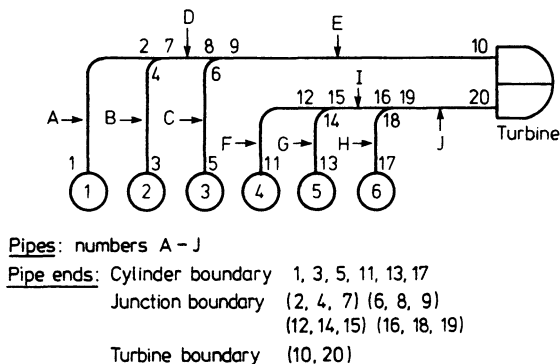 D
E
2 7 8 9 10
4 6
I
A B C 12 15 16 19 20
14 18
F G H J
Turbine
1 3 5 11 13 17
1 2 3 4 5 6
Pipes: numbers A - J
Pipe ends: Cylinder boundary 1, 3, 5, 11, 13, 17
Junction boundary (2, 4, 7) (6, 8, 9)
(12, 14, 15) (16, 18, 19)
Turbine boundary (10, 20)